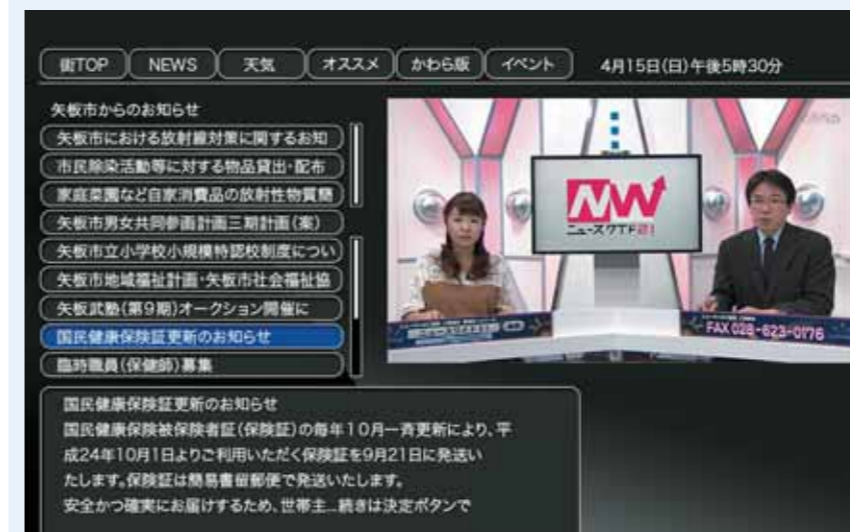 街TOP
NEWS
天気
オススメ
かわら版
イベント
4月15日(日)午後5時30分
矢板市からのお知らせ
矢板市における放射線対策に関するお知
市民除染活動等に対する物品貸出・配布
家庭菜園など自家消費品の放射性物質簡
矢板市男女共同参画計画三期計画(案)
矢板市立小学校小規模特認校制度につい
矢板市地域福祉計画・矢板市社会福祉協
矢板武塾(第9期)オークション開催に
国民健康保険証更新のお知らせ
臨時職員(保健師)募集
NW
ニュースワTF21
FAX 028-623-0176
国民健康保険証更新のお知らせ
国民健康保険被保険者証(保険証)の毎年10月一斉更新により、平
成24年10月1日よりご利用いただく保険証を9月21日に発送い
たします。保険証は簡易書留郵便で発送いたします。
安全かつ確実にお届けするため、世帯主...続きは決定ボタンで